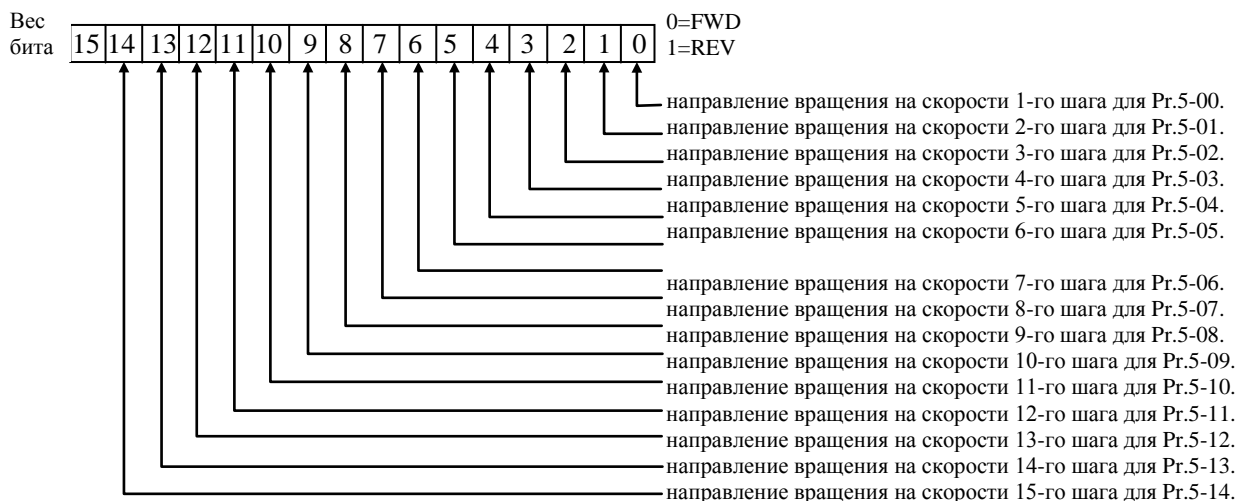 Вес
бита
15 14 13 12 11 10 9 8 7 6 5 4 3 2 1 0
0=FWD
1=REV
направление вращения на скорости 1-го шага для Pr.5-00.
направление вращения на скорости 2-го шага для Pr.5-01.
направление вращения на скорости 3-го шага для Pr.5-02.
направление вращения на скорости 4-го шага для Pr.5-03.
направление вращения на скорости 5-го шага для Pr.5-04.
направление вращения на скорости 6-го шага для Pr.5-05.
направление вращения на скорости 7-го шага для Pr.5-06.
направление вращения на скорости 8-го шага для Pr.5-07.
направление вращения на скорости 9-го шага для Pr.5-08.
направление вращения на скорости 10-го шага для Pr.5-09.
направление вращения на скорости 11-го шага для Pr.5-10.
направление вращения на скорости 12-го шага для Pr.5-11.
направление вращения на скорости 13-го шага для Pr.5-12.
направление вращения на скорости 14-го шага для Pr.5-13.
направление вращения на скорости 15-го шага для Pr.5-14.